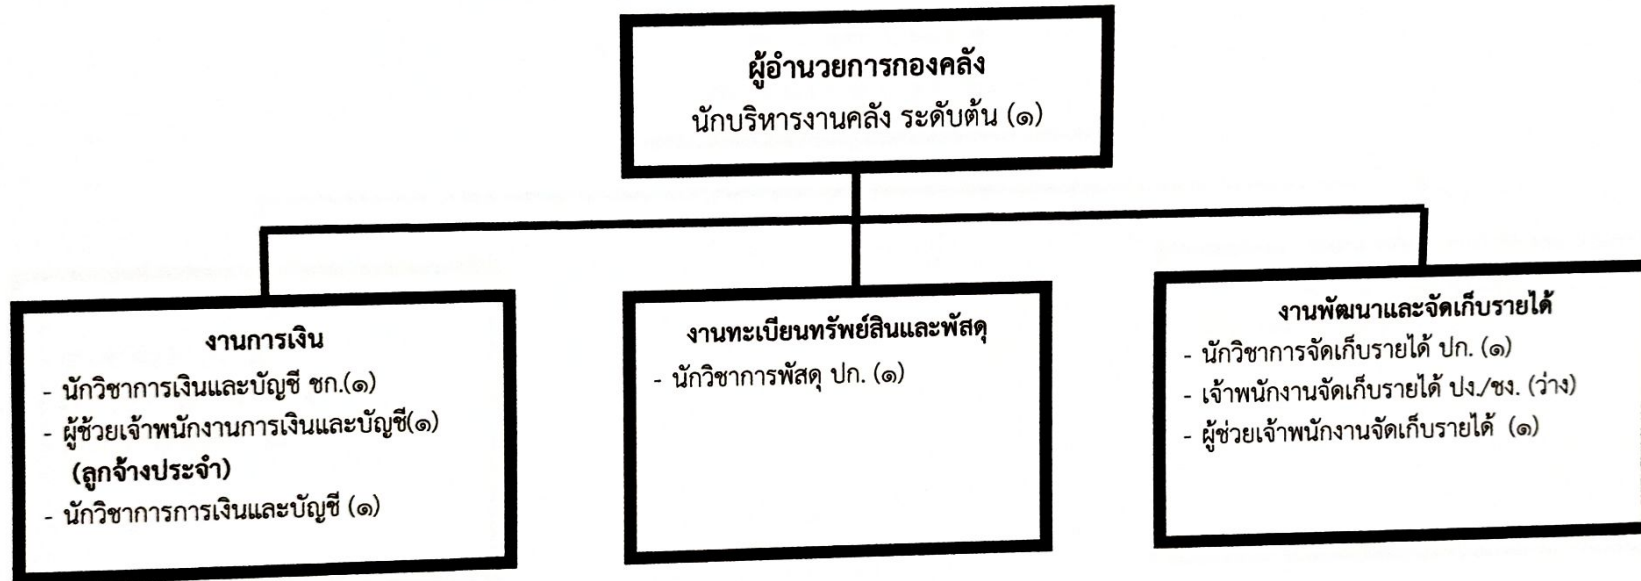 ผู้อำนวยการกองคลัง
นักบริหารงานคลัง ระดับต้น (๑)
งานการเงิน
- นักวิชาการเงินและบัญชี ชก.(๑)
- ผู้ช้วยเจ้าพนักงานการเงินและบัญชี(๑)
(ลูกจ้างประจำ)
- นักวิชาการการเงินและบัญชี (๑)
งานทะเบียนทรัพย์สินและพัสดุ
- นักวิชาการพัสดุ ปก. (๑)
งานพัฒนาและจัดเก็บรายได้
- นักวิชาการจัดเก็บรายได้ ปก. (๑)
- เจ้าพนักงานจัดเก็บรายได้ ปง./ชง. (ว่าง)
- ผู้ช่วยเจ้าพนักงานจัดเก็บรายได้ (๑)